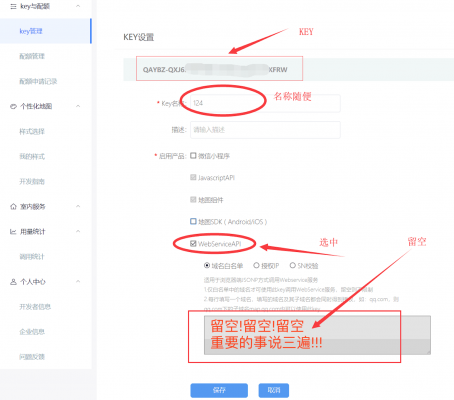 key与配额
key管理
配额管理
配额申请记录
个性化地图
样式选择
我的样式
开发指南
室内服务
用量统计
调用统计
个人中心
开发者信息
企业信息
问题反馈
KEY设置
KEY
QAYBZ-QXJ6 XFRW
* Key名称:
名称随便
描述: 请输入描述
* 启用产品: 微信小程序
JavascriptAPI
地图组件
地图SDK(Android/iOS)
WebServiceAPI
选中
留空
域名白名单 授权IP SN校验
留空!留空!留空
重要的事说三遍!!!
保存 取消